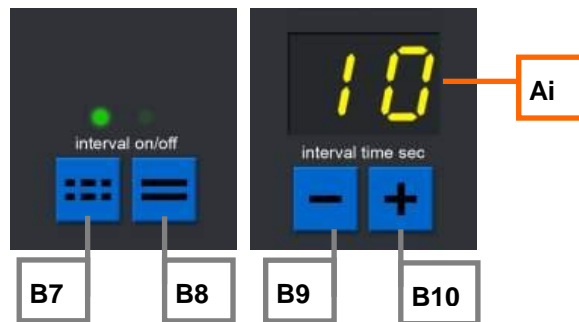 10
Ai
interval on/off
interval time sec
− +
B7
B8
B9
B10